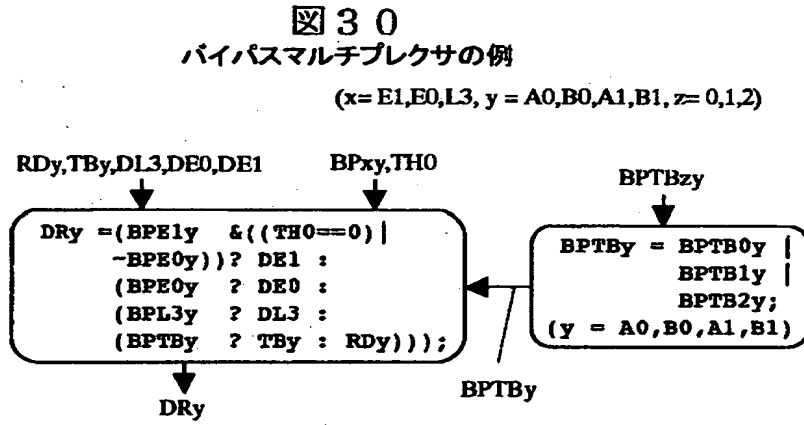 図３０
バイパスマルチプレクサの例
(x= E1,E0,L3, y = A0,B0,A1,B1, z= 0,1,2)
RDy,TBy,DL3,DE0,DE1
BPxy,TH0
BPTBzy
DRy =(BPE1y &((TH0==0)|
~BPE0y))? DE1 :
(BPE0y ? DE0 :
(BPL3y ? DL3 :
(BPTBy ? TBy : RDy)));
BPTBy = BPTB0y |
BPTB1y |
BPTB2y;
(y = A0,B0,A1,B1)
BPTBy
DRy